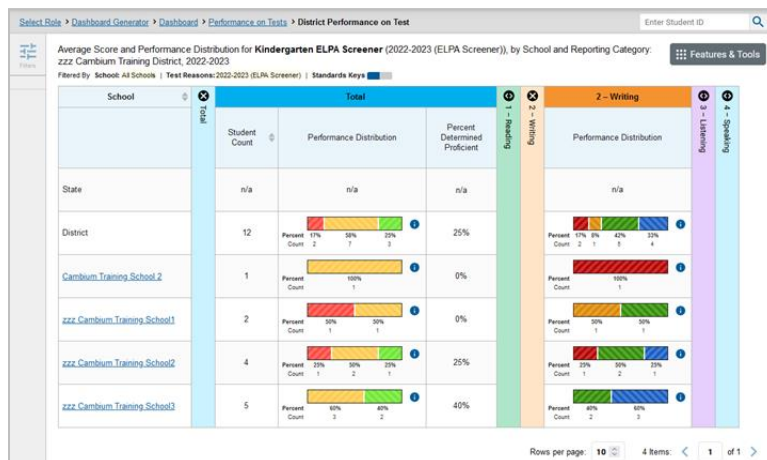 Select Role > Dashboard Generator > Dashboard > Performance on Tests > District Performance on Test
Enter Student ID
Filters
Average Score and Performance Distribution for Kindergarten ELPA Screener (2022-2023 (ELPA Screener)), by School and Reporting Category:
zzz Cambium Training District, 2022-2023
Features & Tools
Filtered By School: All Schools | Test Reasons: 2022-2023 (ELPA Screener) | Standards Keys
School
Total
Total
1 – Reading
2 – Writing
2 – Writing
3 – Listening
4 – Speaking
Student Count
Performance Distribution
Percent Determined Proficient
Performance Distribution
State n/a n/a n/a n/a
District 12 25%
Percent 17% 58% 25%
Count 2 7 3
Percent 17% 8% 42% 33%
Count 2 1 5 4
Cambium Training School 2 1 0%
Percent 100%
Count 1
Percent 100%
Count 1
zzz Cambium Training School1 2 0%
Percent 50% 50%
Count 1 1
Percent 50% 50%
Count 1 1
zzz Cambium Training School2 4 25%
Percent 25% 50% 25%
Count 1 2 1
Percent 25% 50% 25%
Count 1 2 1
zzz Cambium Training School3 5 40%
Percent 60% 40%
Count 3 2
Percent 40% 60%
Count 2 3
Rows per page: 10 4 Items: < 1 of 1 >